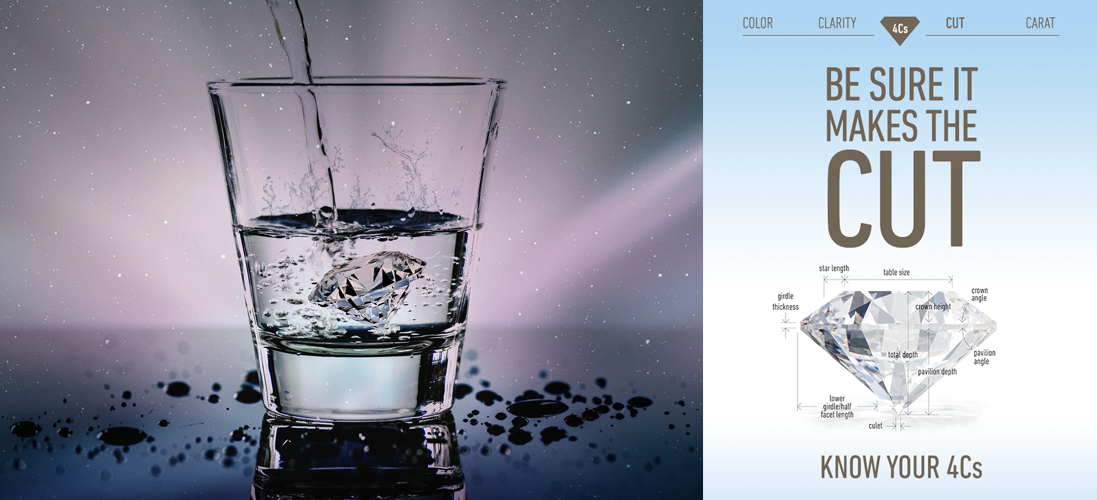 COLOR CLARITY 4Cs CUT CARAT
BE SURE IT
MAKES THE
CUT
star length
table size
girdle
thickness
crown
angle
crown height
total depth
pavilion
angle
pavilion depth
lower
girdle/half
facet length
culet
KNOW YOUR 4Cs